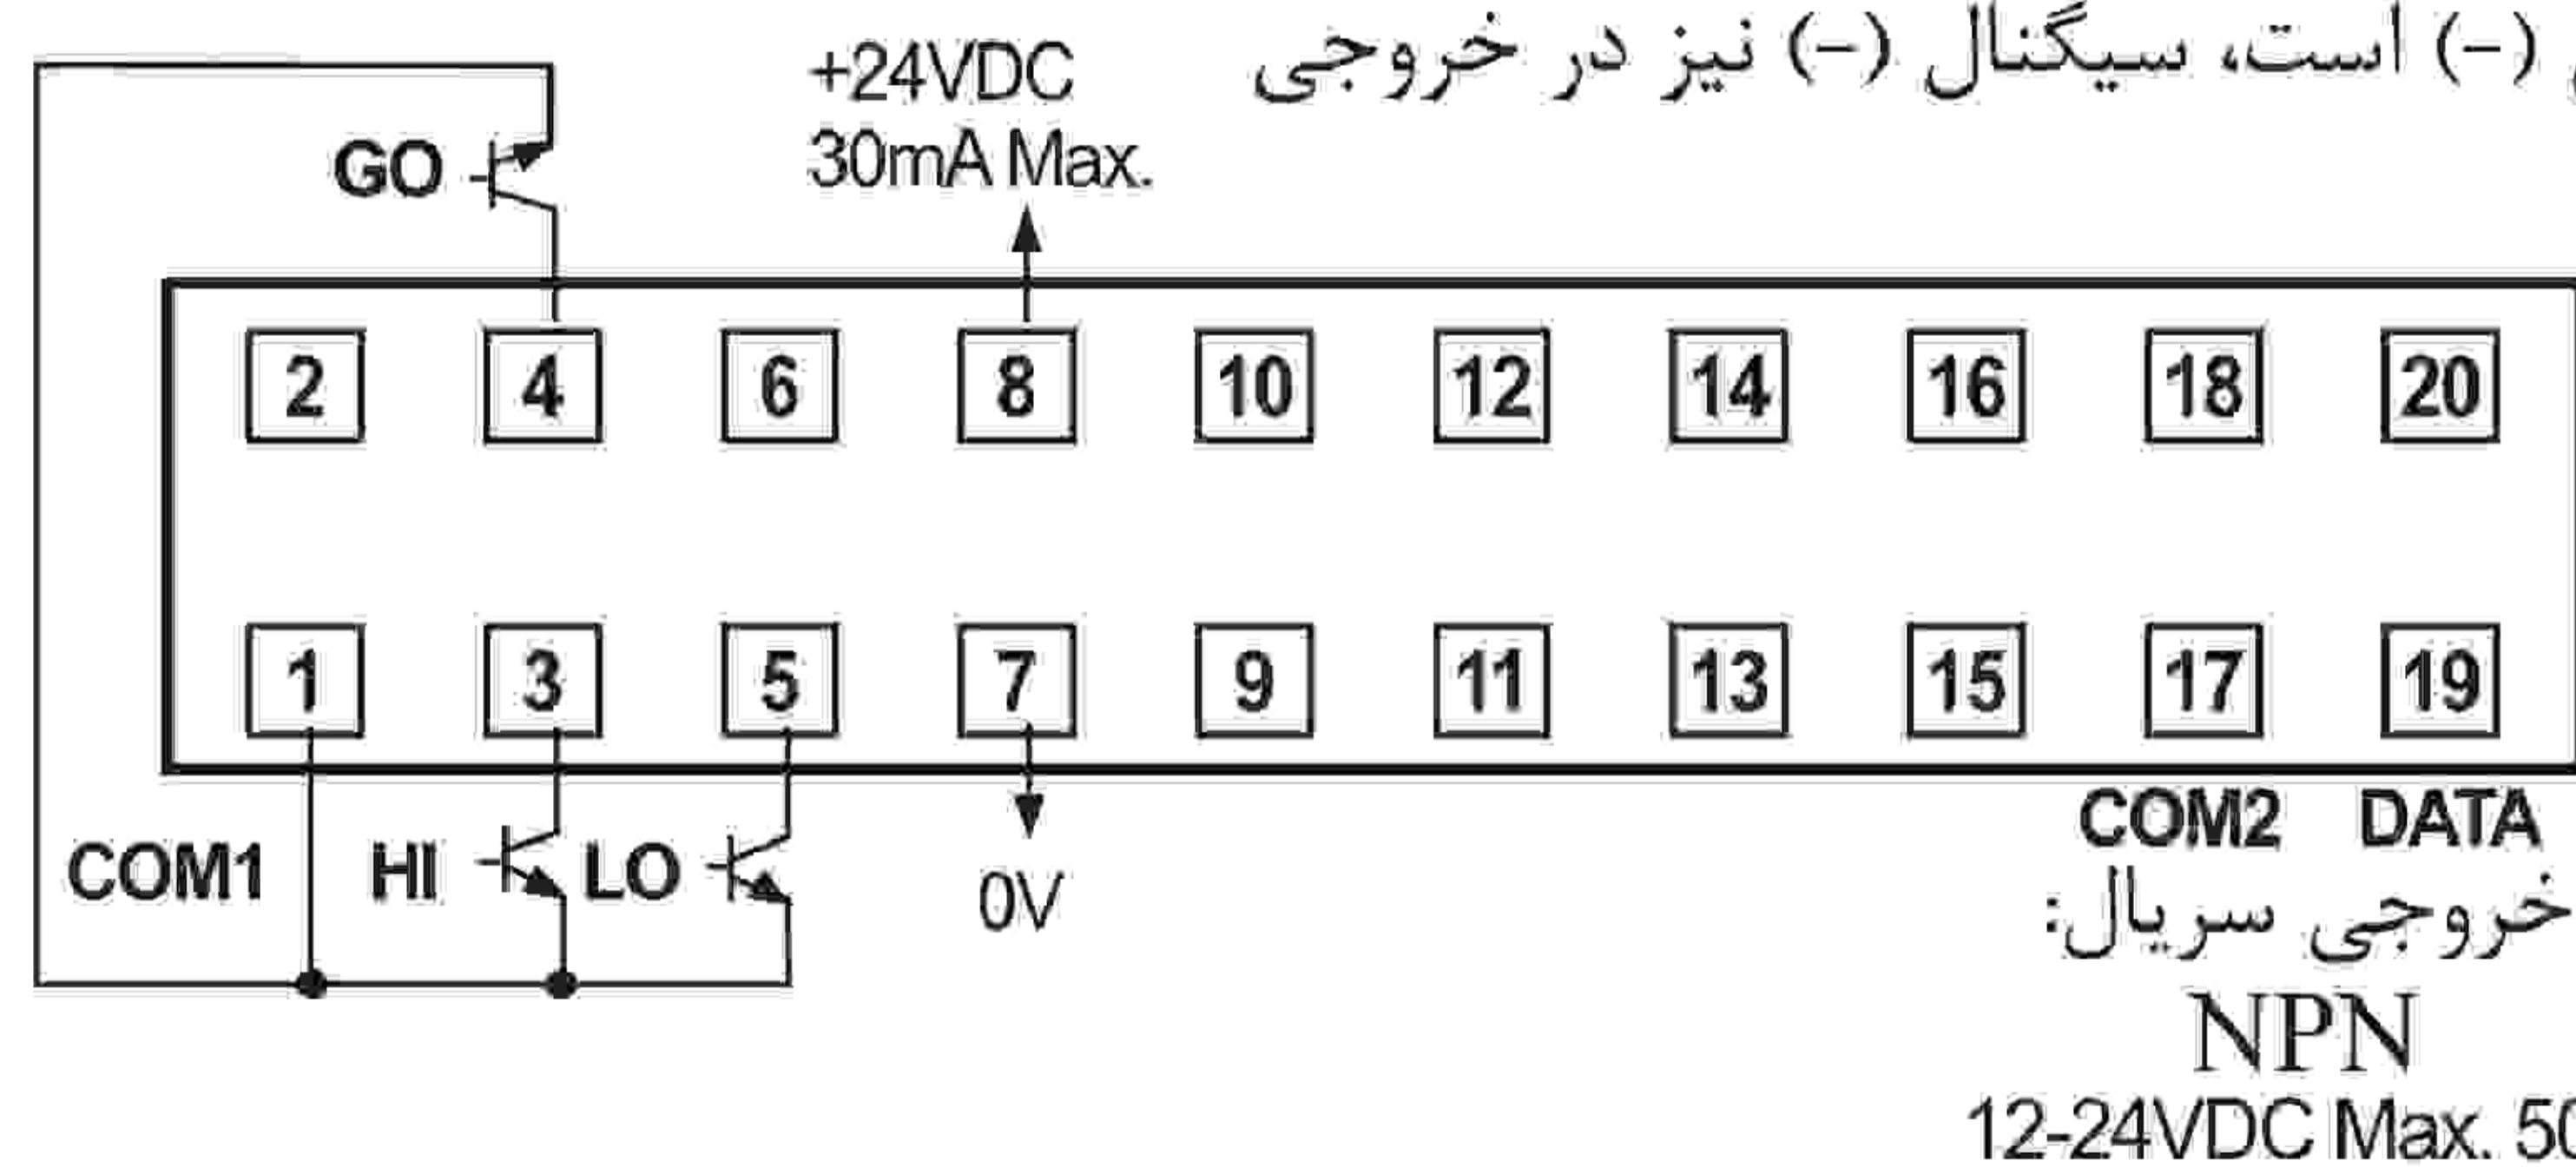 (-) است، سیگنال (-) نیز در خروجی
+24VDC
30mA Max.
GO
2 4 6 8 10 12 14 16 18 20
1 3 5 7 9 11 13 15 17 19
COM1 HI LO 0V COM2 DATA
خروجی سریال:
NPN
12-24VDC Max. 50